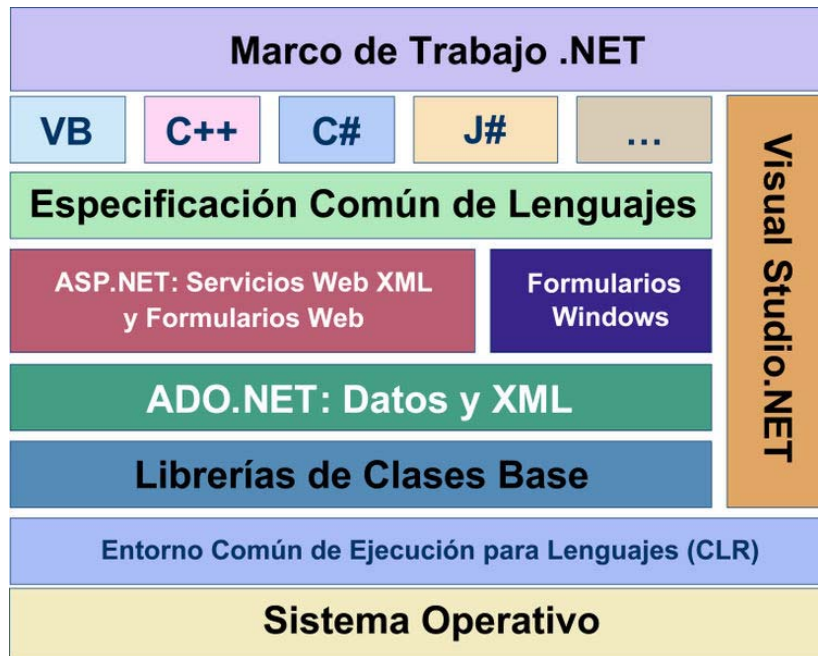 Marco de Trabajo .NET
VB
C++
C#
J#
...
Especificación Común de Lenguajes
ASP.NET: Servicios Web XML
y Formularios Web
Formularios
Windows
ADO.NET: Datos y XML
Librerías de Clases Base
Visual Studio.NET
Entorno Común de Ejecución para Lenguajes (CLR)
Sistema Operativo